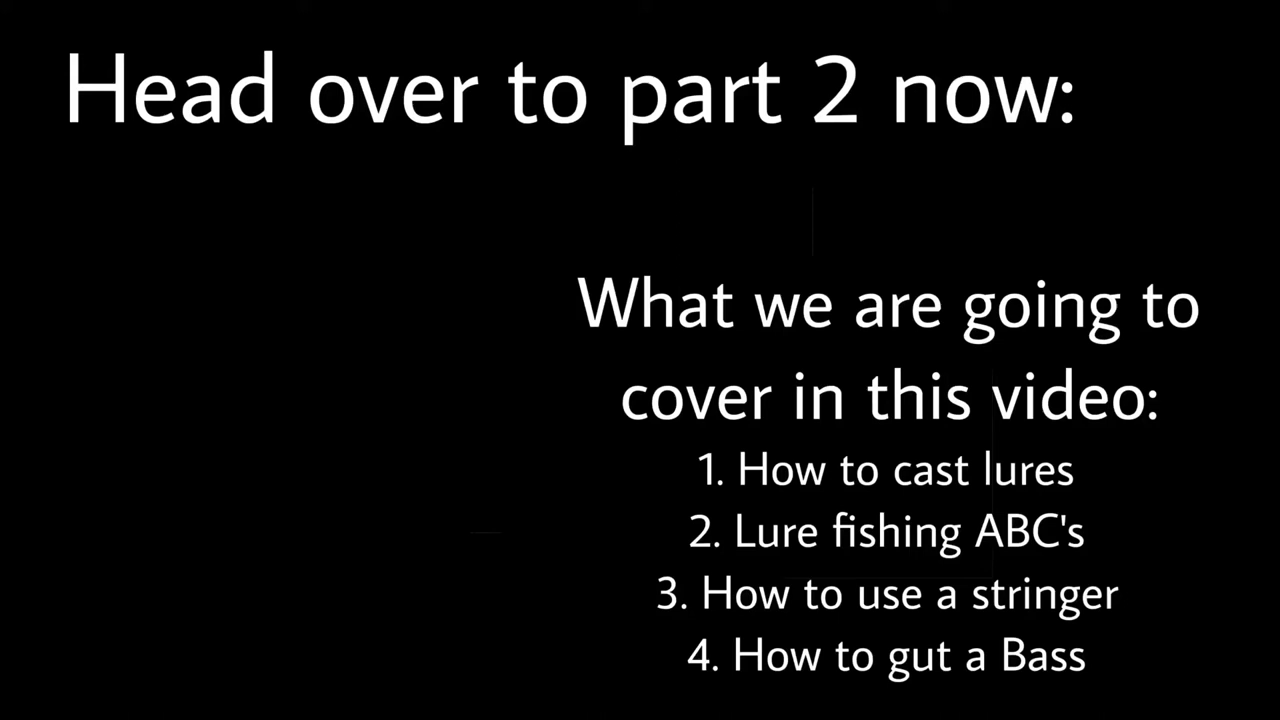 Head over to part 2 now:
What we are going to
cover in this video:
1. How to cast lures
2. Lure fishing ABC's
3. How to use a stringer
4. How to gut a Bass